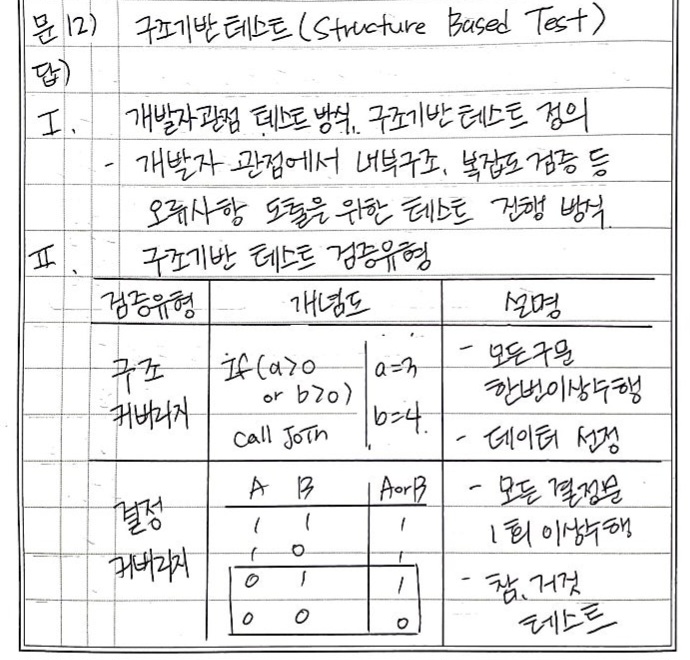 문 12) 구조기반 테스트 (Structure Based Test)
답)
I. 개발자 관점 테스트 방식, 구조기반 테스트 정의
- 개발자 관점에서 내부구조, 복잡도 검증 등
오류사항 도출을 위한 테스트 진행 방식
II. 구조기반 테스트 검증유형
검증유형 개념도 설명
구조
커버리지
if(a>0
or b>0)
call Join
a=3
b=4.
- 모든구문
한번이상수행
- 데이터 선정
결정
커버리지
A B AorB
1 1 1
1 0 1
0 1 1
0 0 0
- 모든 결정문
1회 이상수행
- 참, 거짓
테스트